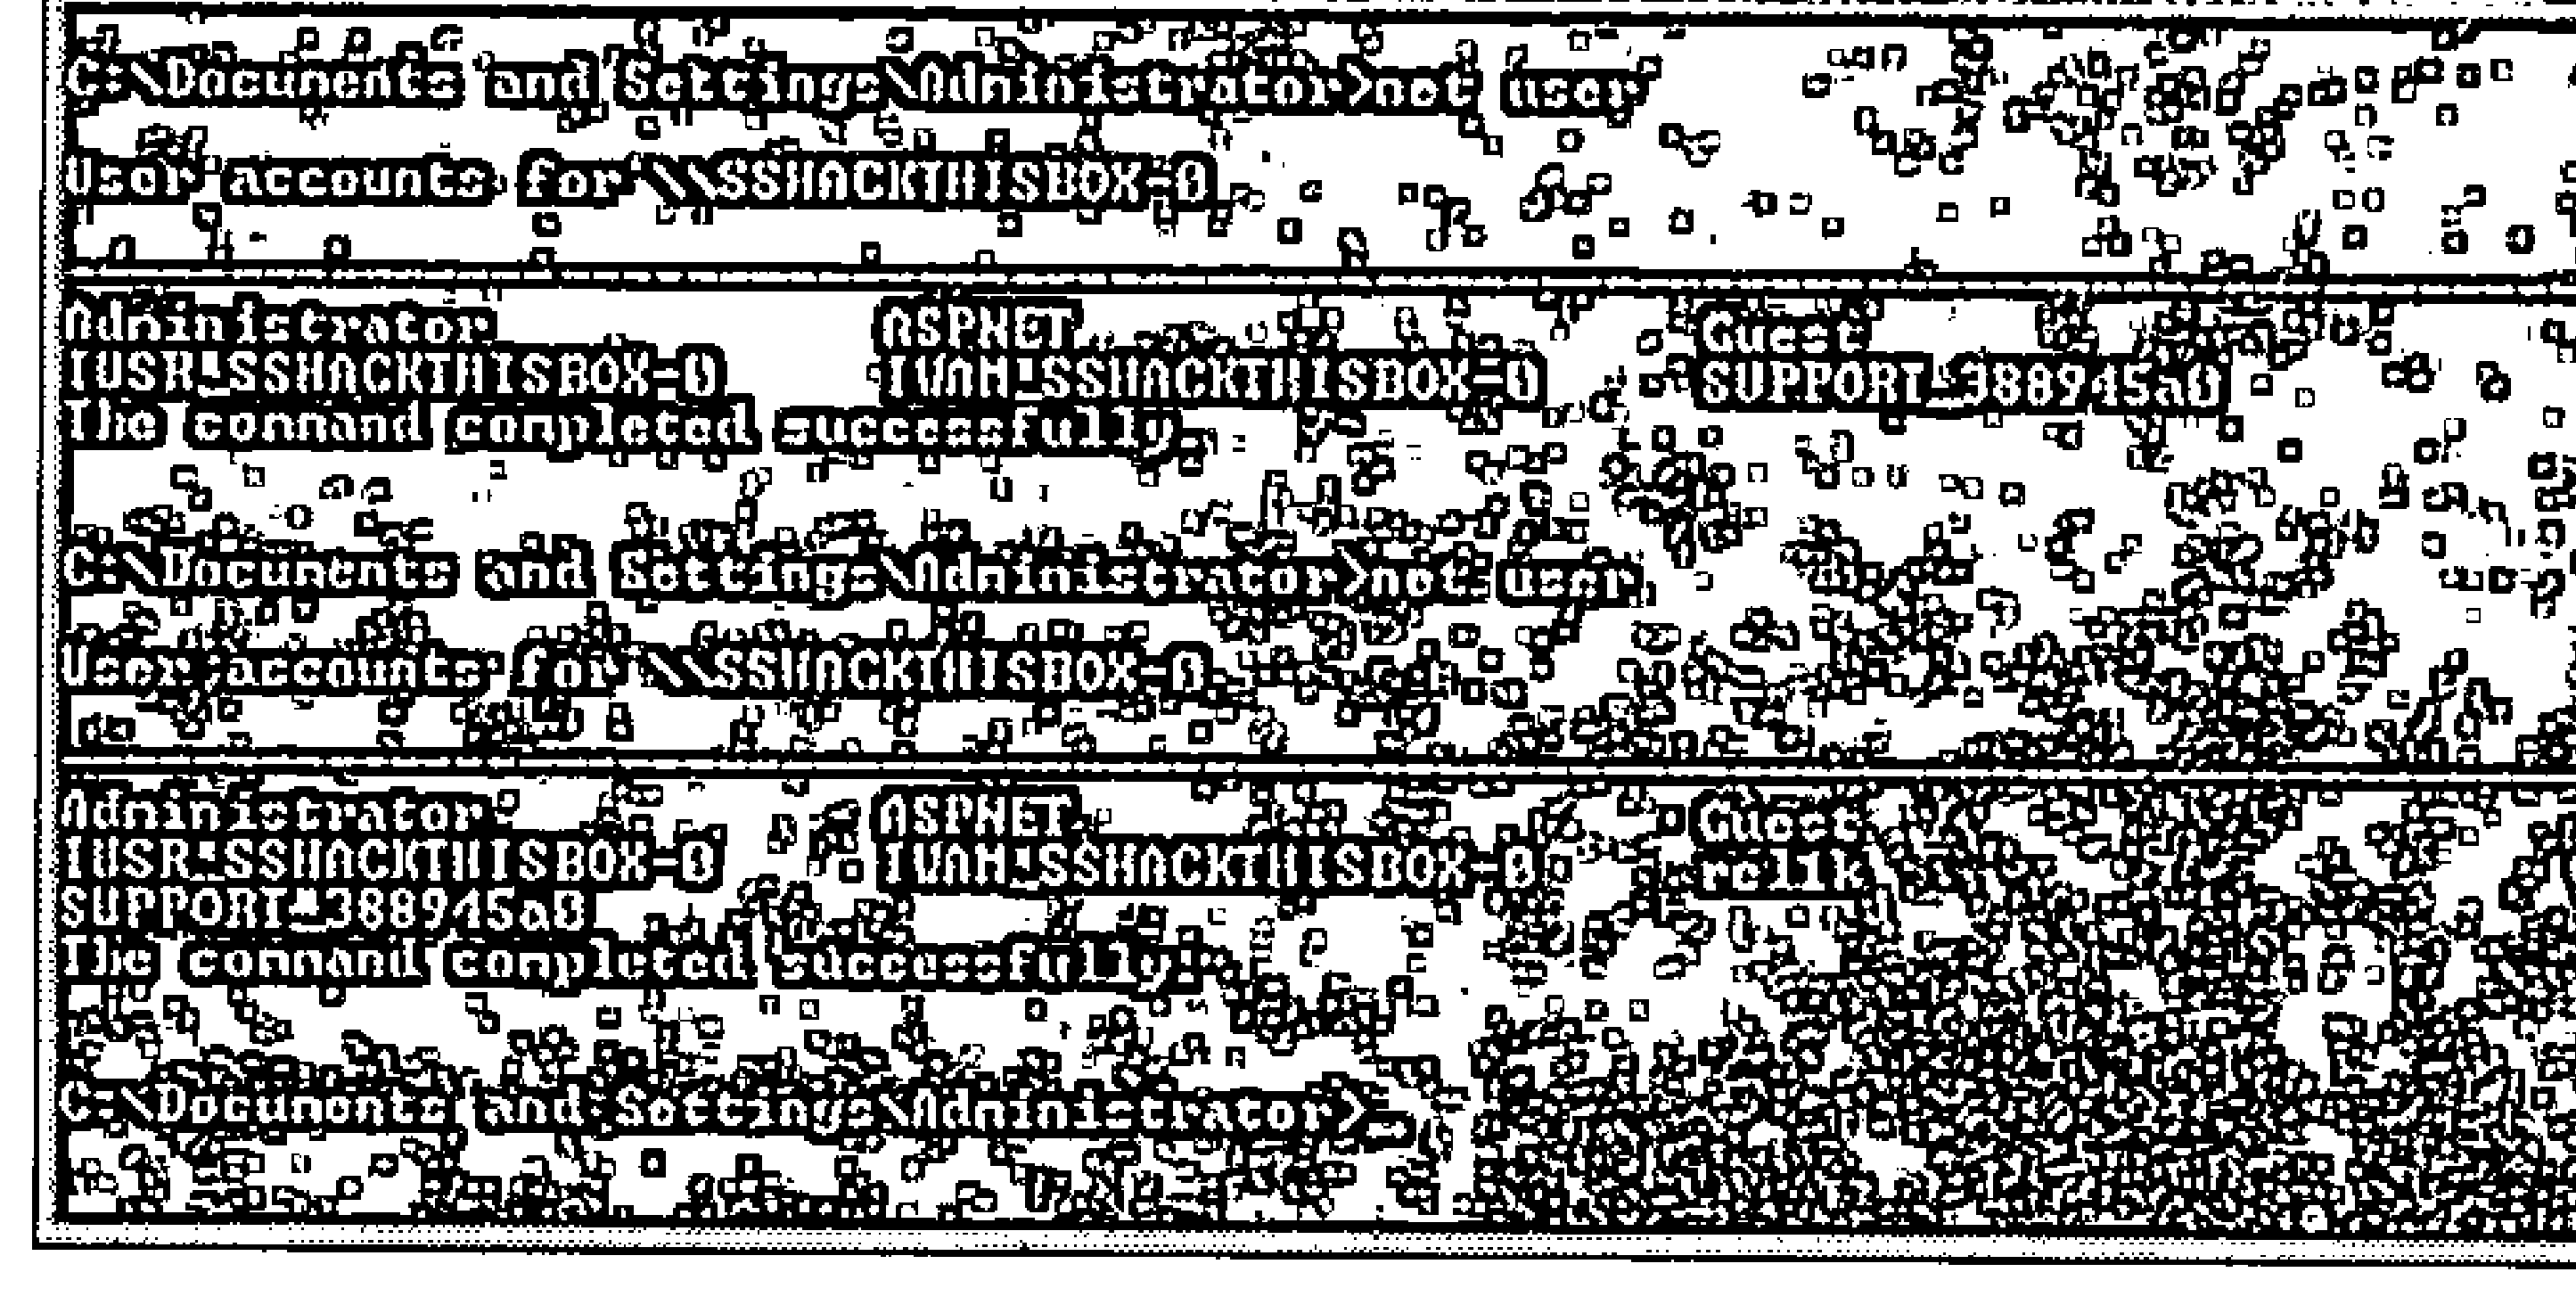 C:\Documents and Settings\Administrator>net user
User accounts for \\SSHACKTHISBOX-0
Administrator ASPNET Guest
IUSR_SSHACKTHISBOX-0 IWAM_SSHACKTHISBOX-0 SUPPORT_388945a0
The command completed successfully.
C:\Documents and Settings\Administrator>net user
User accounts for \\SSHACKTHISBOX-0
Administrator ASPNET Guest
IUSR_SSHACKTHISBOX-0 IWAM_SSHACKTHISBOX-0 rel1k
SUPPORT_388945a0
The command completed successfully.
C:\Documents and Settings\Administrator>_